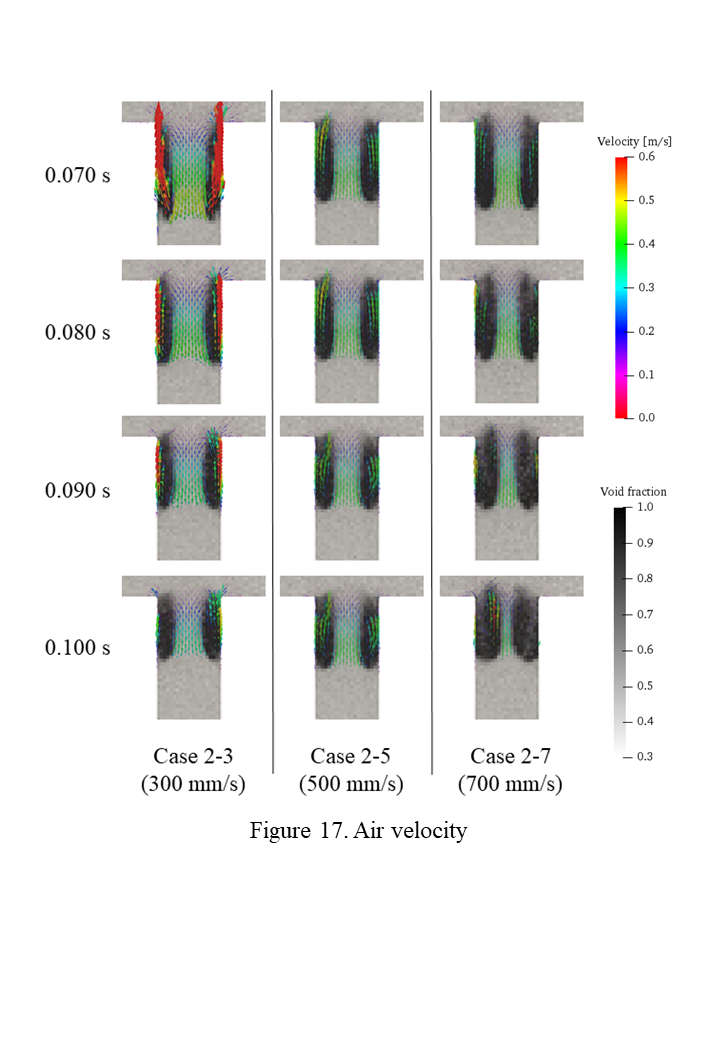 0.070 s
0.080 s
0.090 s
0.100 s
Velocity [m/s]
0.6
0.5
0.4
0.3
0.2
0.1
0.0
Void fraction
1.0
0.9
0.8
0.7
0.6
0.5
0.4
0.3
Case 2-3
(300 mm/s)
Case 2-5
(500 mm/s)
Case 2-7
(700 mm/s)
Figure 17. Air velocity